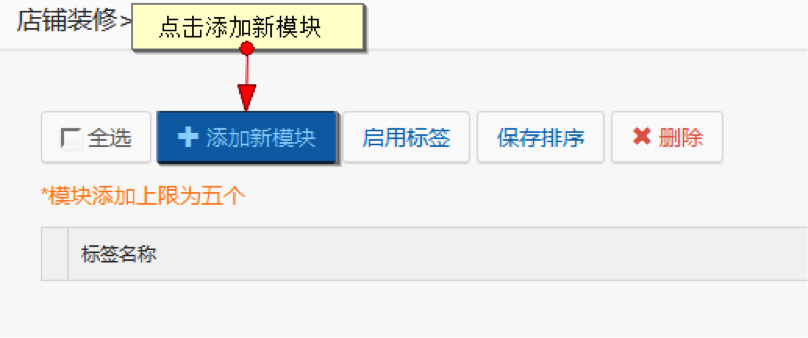 店铺装修>
点击添加新模块
全选
添加新模块
启用标签
保存排序
删除
*模块添加上限为五个
标签名称